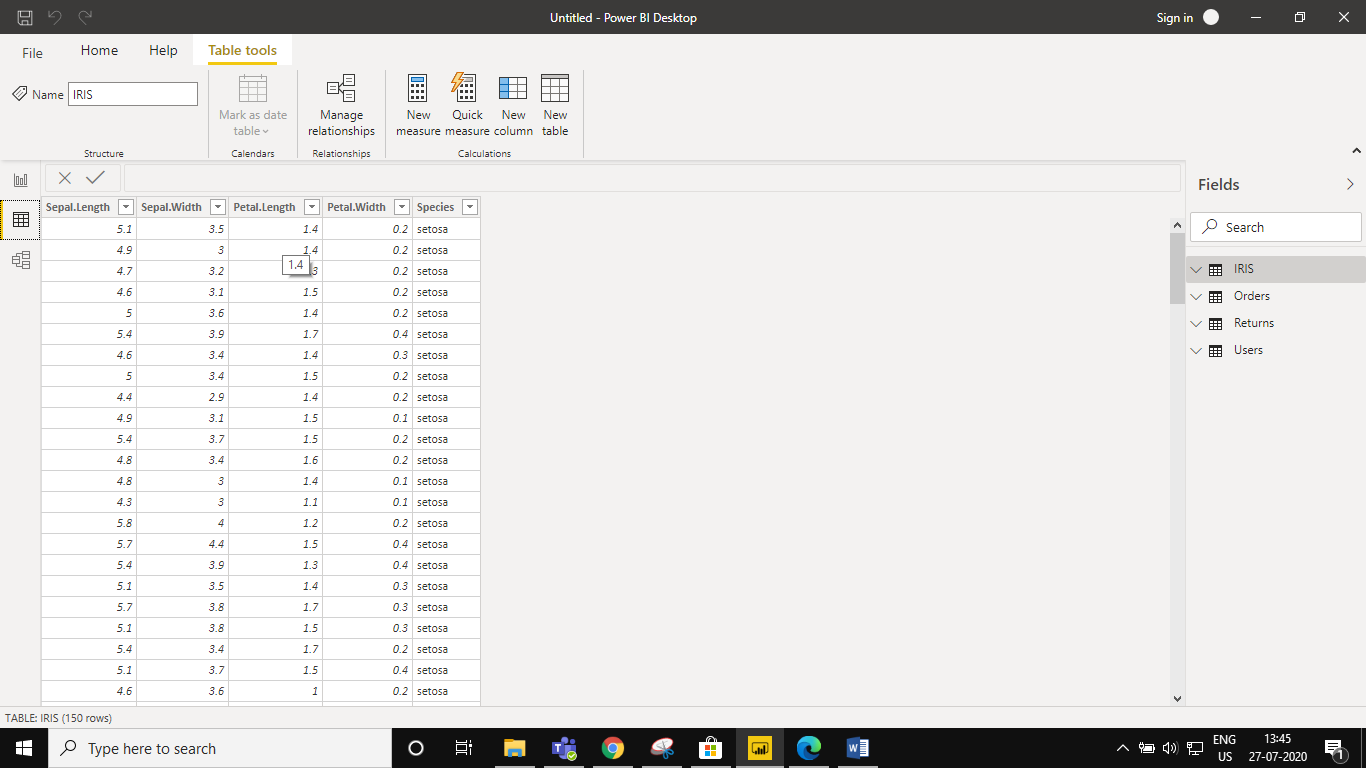 Untitled - Power BI Desktop
Sign in
File Home Help Table tools
Name IRIS
Mark as date table
Manage relationships
New measure
Quick measure
New column
New table
Structure Calendars Relationships Calculations
Fields
Search
IRIS
Orders
Returns
Users
Sepal.Length Sepal.Width Petal.Length Petal.Width Species
5.1 3.5 1.4 0.2 setosa
4.9 3 1.4 0.2 setosa
1.4
4.7 3.2 3 0.2 setosa
4.6 3.1 1.5 0.2 setosa
5 3.6 1.4 0.2 setosa
5.4 3.9 1.7 0.4 setosa
4.6 3.4 1.4 0.3 setosa
5 3.4 1.5 0.2 setosa
4.4 2.9 1.4 0.2 setosa
4.9 3.1 1.5 0.1 setosa
5.4 3.7 1.5 0.2 setosa
4.8 3.4 1.6 0.2 setosa
4.8 3 1.4 0.1 setosa
4.3 3 1.1 0.1 setosa
5.8 4 1.2 0.2 setosa
5.7 4.4 1.5 0.4 setosa
5.4 3.9 1.3 0.4 setosa
5.1 3.5 1.4 0.3 setosa
5.7 3.8 1.7 0.3 setosa
5.1 3.8 1.5 0.3 setosa
5.4 3.4 1.7 0.2 setosa
5.1 3.7 1.5 0.4 setosa
4.6 3.6 1 0.2 setosa
TABLE: IRIS (150 rows)
Type here to search
ENG
US
13:45
27-07-2020
1